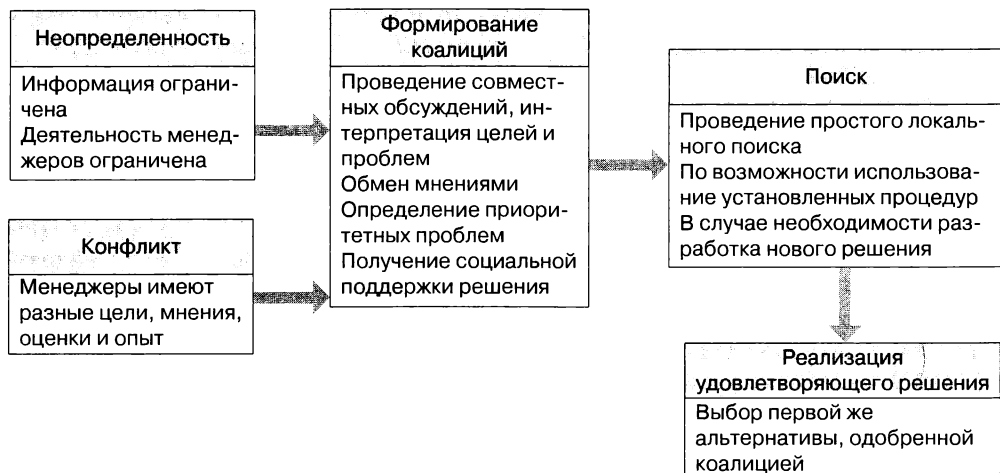 Неопределенность
Информация ограни-
чена
Деятельность менед-
жеров ограничена
Конфликт
Менеджеры имеют
разные цели, мнения,
оценки и опыт
Формирование
коалиций
Проведение совмест-
ных обсуждений, ин-
терпретация целей и
проблем
Обмен мнениями
Определение приори-
тетных проблем
Получение социальной
поддержки решения
Поиск
Проведение простого локаль-
ного поиска
По возможности использова-
ние установленных процедур
В случае необходимости раз-
работка нового решения
Реализация
удовлетворяющего решения
Выбор первой же
альтернативы, одобренной
коалицией